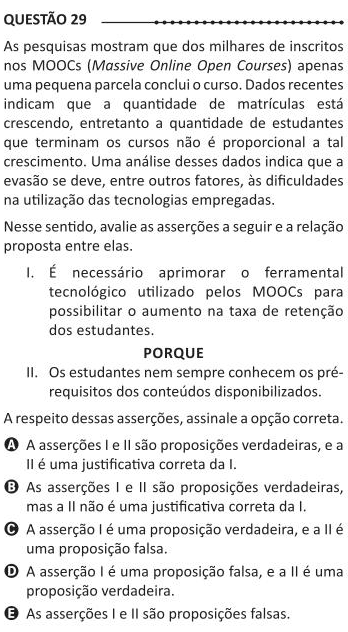 QUESTÃO 29
As pesquisas mostram que dos milhares de inscritos
nos MOOCs (Massive Online Open Courses) apenas
uma pequena parcela conclui o curso. Dados recentes
indicam que a quantidade de matrículas está
crescendo, entretanto a quantidade de estudantes
que terminam os cursos não é proporcional a tal
crescimento. Uma análise desses dados indica que a
evasão se deve, entre outros fatores, às dificuldades
na utilização das tecnologias empregadas.
Nesse sentido, avalie as asserções a seguir e a relação
proposta entre elas.
I. É necessário aprimorar o ferramental
tecnológico utilizado pelos MOOCs para
possibilitar o aumento na taxa de retenção
dos estudantes.
PORQUE
II. Os estudantes nem sempre conhecem os pré-
requisitos dos conteúdos disponibilizados.
A respeito dessas asserções, assinale a opção correta.
A A asserções I e II são proposições verdadeiras, e a
II é uma justificativa correta da I.
B As asserções I e II são proposições verdadeiras,
mas a II não é uma justificativa correta da I.
C A asserção I é uma proposição verdadeira, e a II é
uma proposição falsa.
D A asserção I é uma proposição falsa, e a II é uma
proposição verdadeira.
E As asserções I e II são proposições falsas.